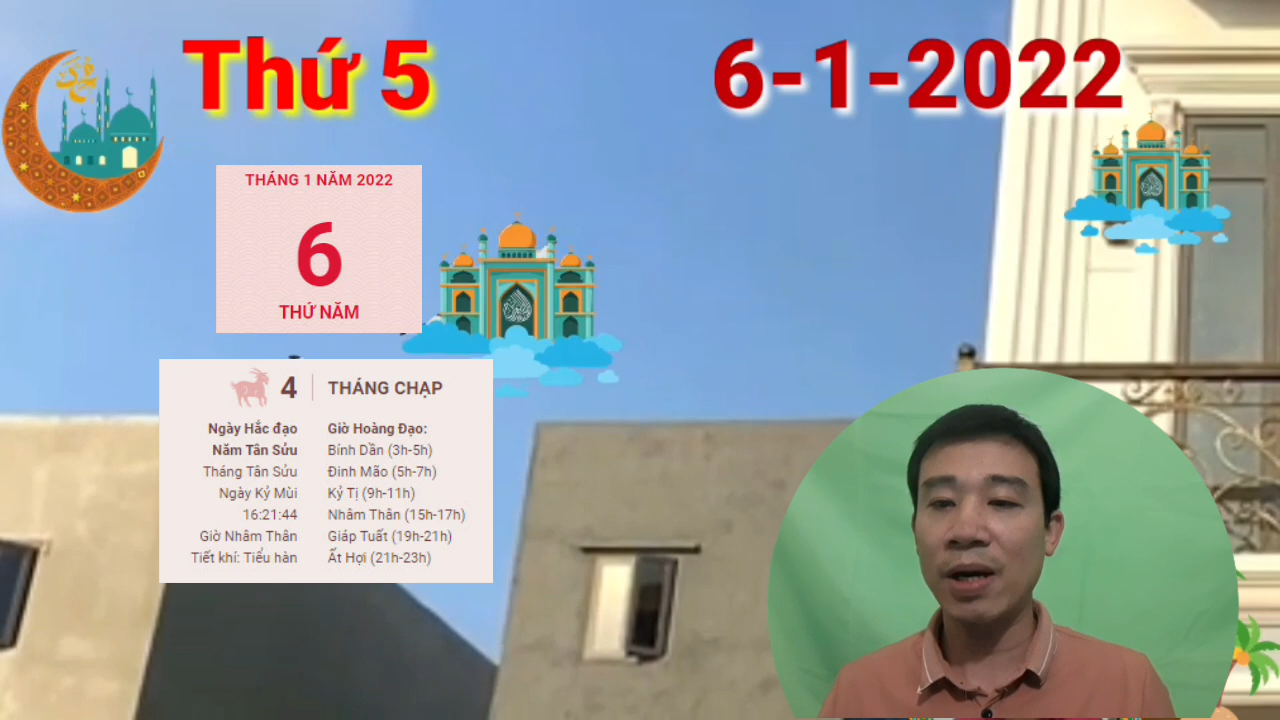 Thứ 5
6-1-2022
THÁNG 1 NĂM 2022
6
THỨ NĂM
4
THÁNG CHẠP
Ngày Hắc đạo
Năm Tân Sửu
Tháng Tân Sửu
Ngày Kỷ Mùi
16:21:44
Giờ Nhâm Thân
Tiết khí: Tiểu hàn
Giờ Hoàng Đạo:
Bính Dần (3h-5h)
Đinh Mão (5h-7h)
Kỷ Tị (9h-11h)
Nhâm Thân (15h-17h)
Giáp Tuất (19h-21h)
Ất Hợi (21h-23h)